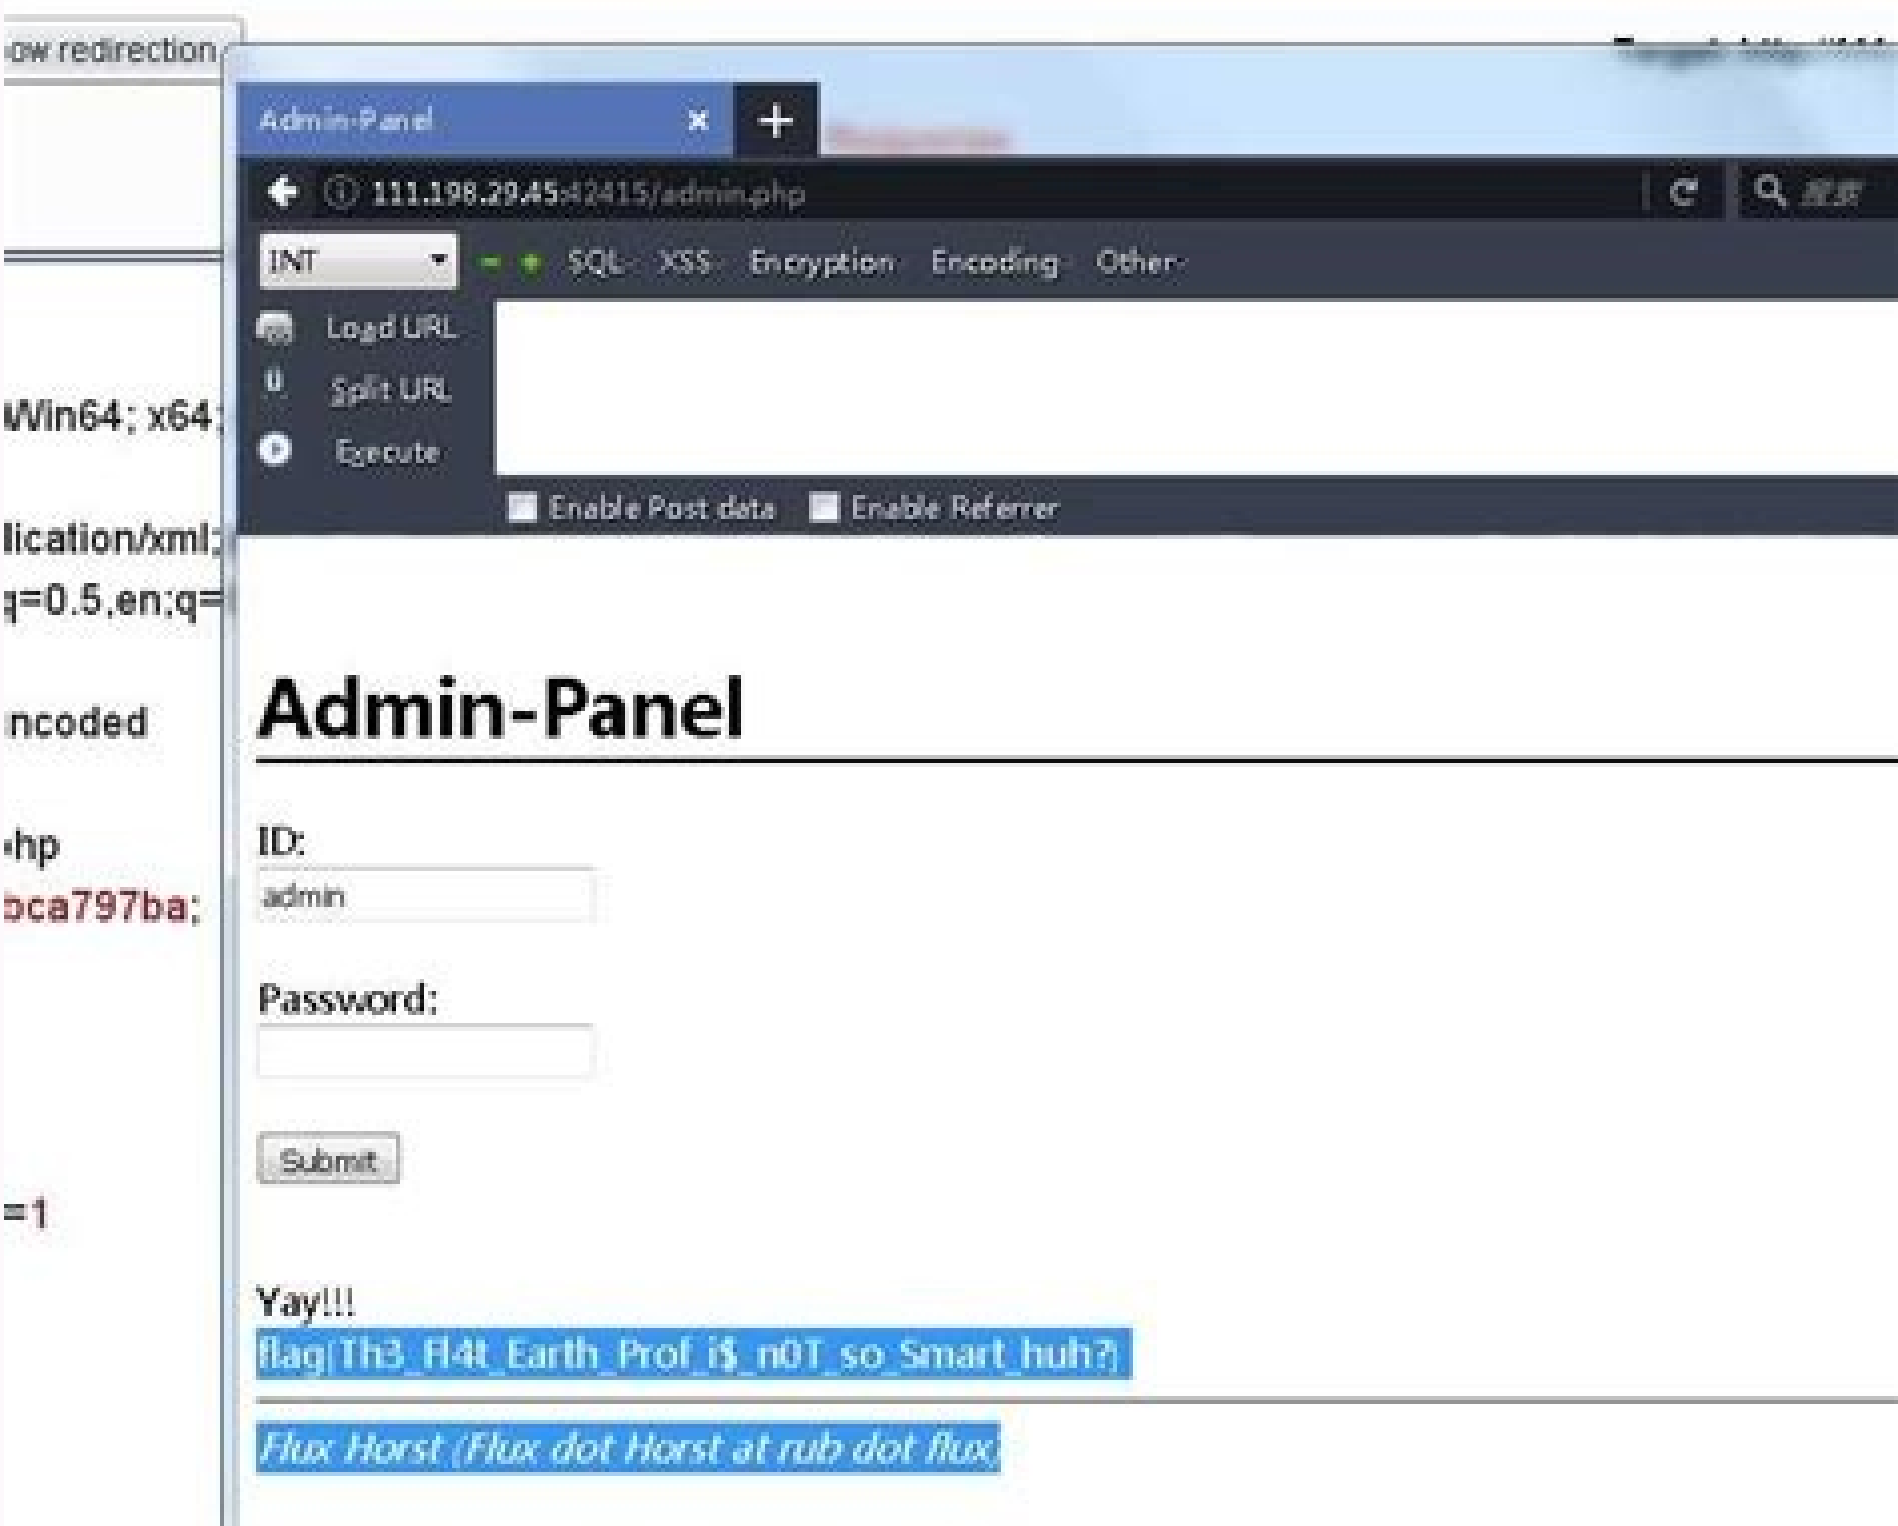 ow redirection
Admin-Panel
111.198.29.45:42415/admin.php
INT
SQL
XSS
Encryption
Encoding
Other
Load URL
Split URL
Execute
Enable Post data
Enable Referrer
Win64; x64;
lication/xml;
q=0.5,en;q=
ncoded
hp
bca797ba;
=1
Admin-Panel
ID:
admin
Password:
Submit
Yay!!!
flag{Th3_Fl4t_Earth_Prof_i$_n0T_so_Smart_huh?}
Flux Horst (Flux dot Horst at rub dot flux)